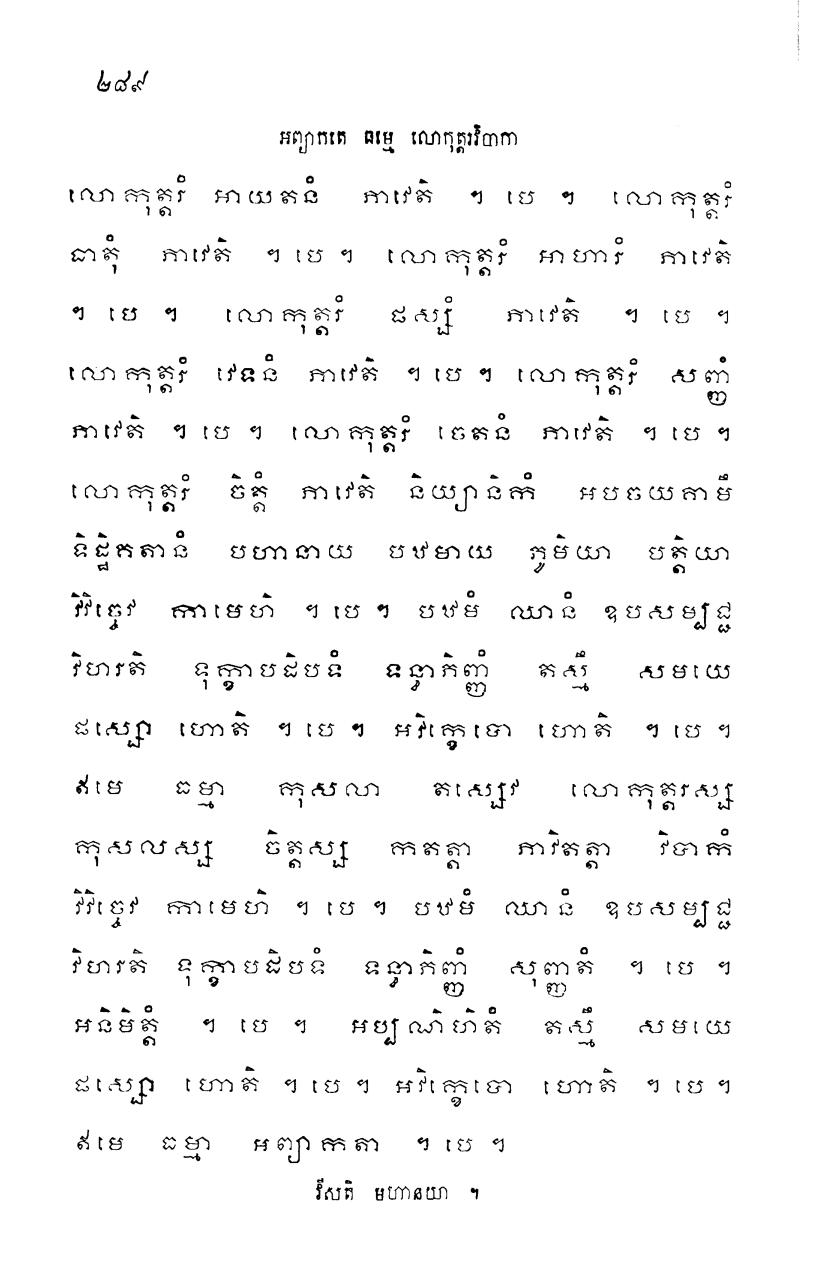 ២៨៩
អព្យាកតេ ធម្មេ លោកុត្តរវិបាកា
លោកុត្តរំ អាយតនំ ភាវេតិ ។ បេ ។ លោកុត្តរំ
ធាតុំ ភាវេតិ ។ បេ ។ លោកុត្តរំ អាហារំ ភាវេតិ
។ បេ ។ លោកុត្តរំ ផស្សំ ភាវេតិ ។ បេ ។
លោកុត្តរំ វេទនំ ភាវេតិ ។ បេ ។ លោកុត្តរំ សញ្ញំ
ភាវេតិ ។ បេ ។ លោកុត្តរំ ចេតនំ ភាវេតិ ។ បេ ។
លោកុត្តរំ ចិត្តំ ភាវេតិ និយ្យានិកំ អបចយគាមឹ
ទិដ្ឋិគតានំ បហានាយ បឋមាយ ភូមិយា បត្តិយា
វិវិច្ចេវ កាមេហិ ។ បេ ។ បឋមំ ឈានំ ឧបសម្បជ្ជ
វិហរតិ ទុក្ខាបដិបទំ ទន្ធាភិញ្ញំ តស្មឹ សមយេ
ផស្សោ ហោតិ ។ បេ ។ អវិក្ខេបោ ហោតិ ។ បេ ។
ឥមេ ធម្មា កុសលា តស្សេវ លោកុត្តរស្ស
កុសលស្ស ចិត្តស្ស កតត្តា ភាវិតត្តា វិបាកំ
វិវិច្ចេវ កាមេហិ ។ បេ ។ បឋមំ ឈានំ ឧបសម្បជ្ជ
វិហរតិ ទុក្ខាបដិបទំ ទន្ធាភិញ្ញំ សុញ្ញតំ ។ បេ ។
អនិមិត្តំ ។ បេ ។ អប្បណិហិតំ តស្មឹ សមយេ
ផស្សោ ហោតិ ។ បេ ។ អវិក្ខេបោ ហោតិ ។ បេ ។
ឥមេ ធម្មា អព្យាកតា ។ បេ ។
វីសតិ មហានយា ។